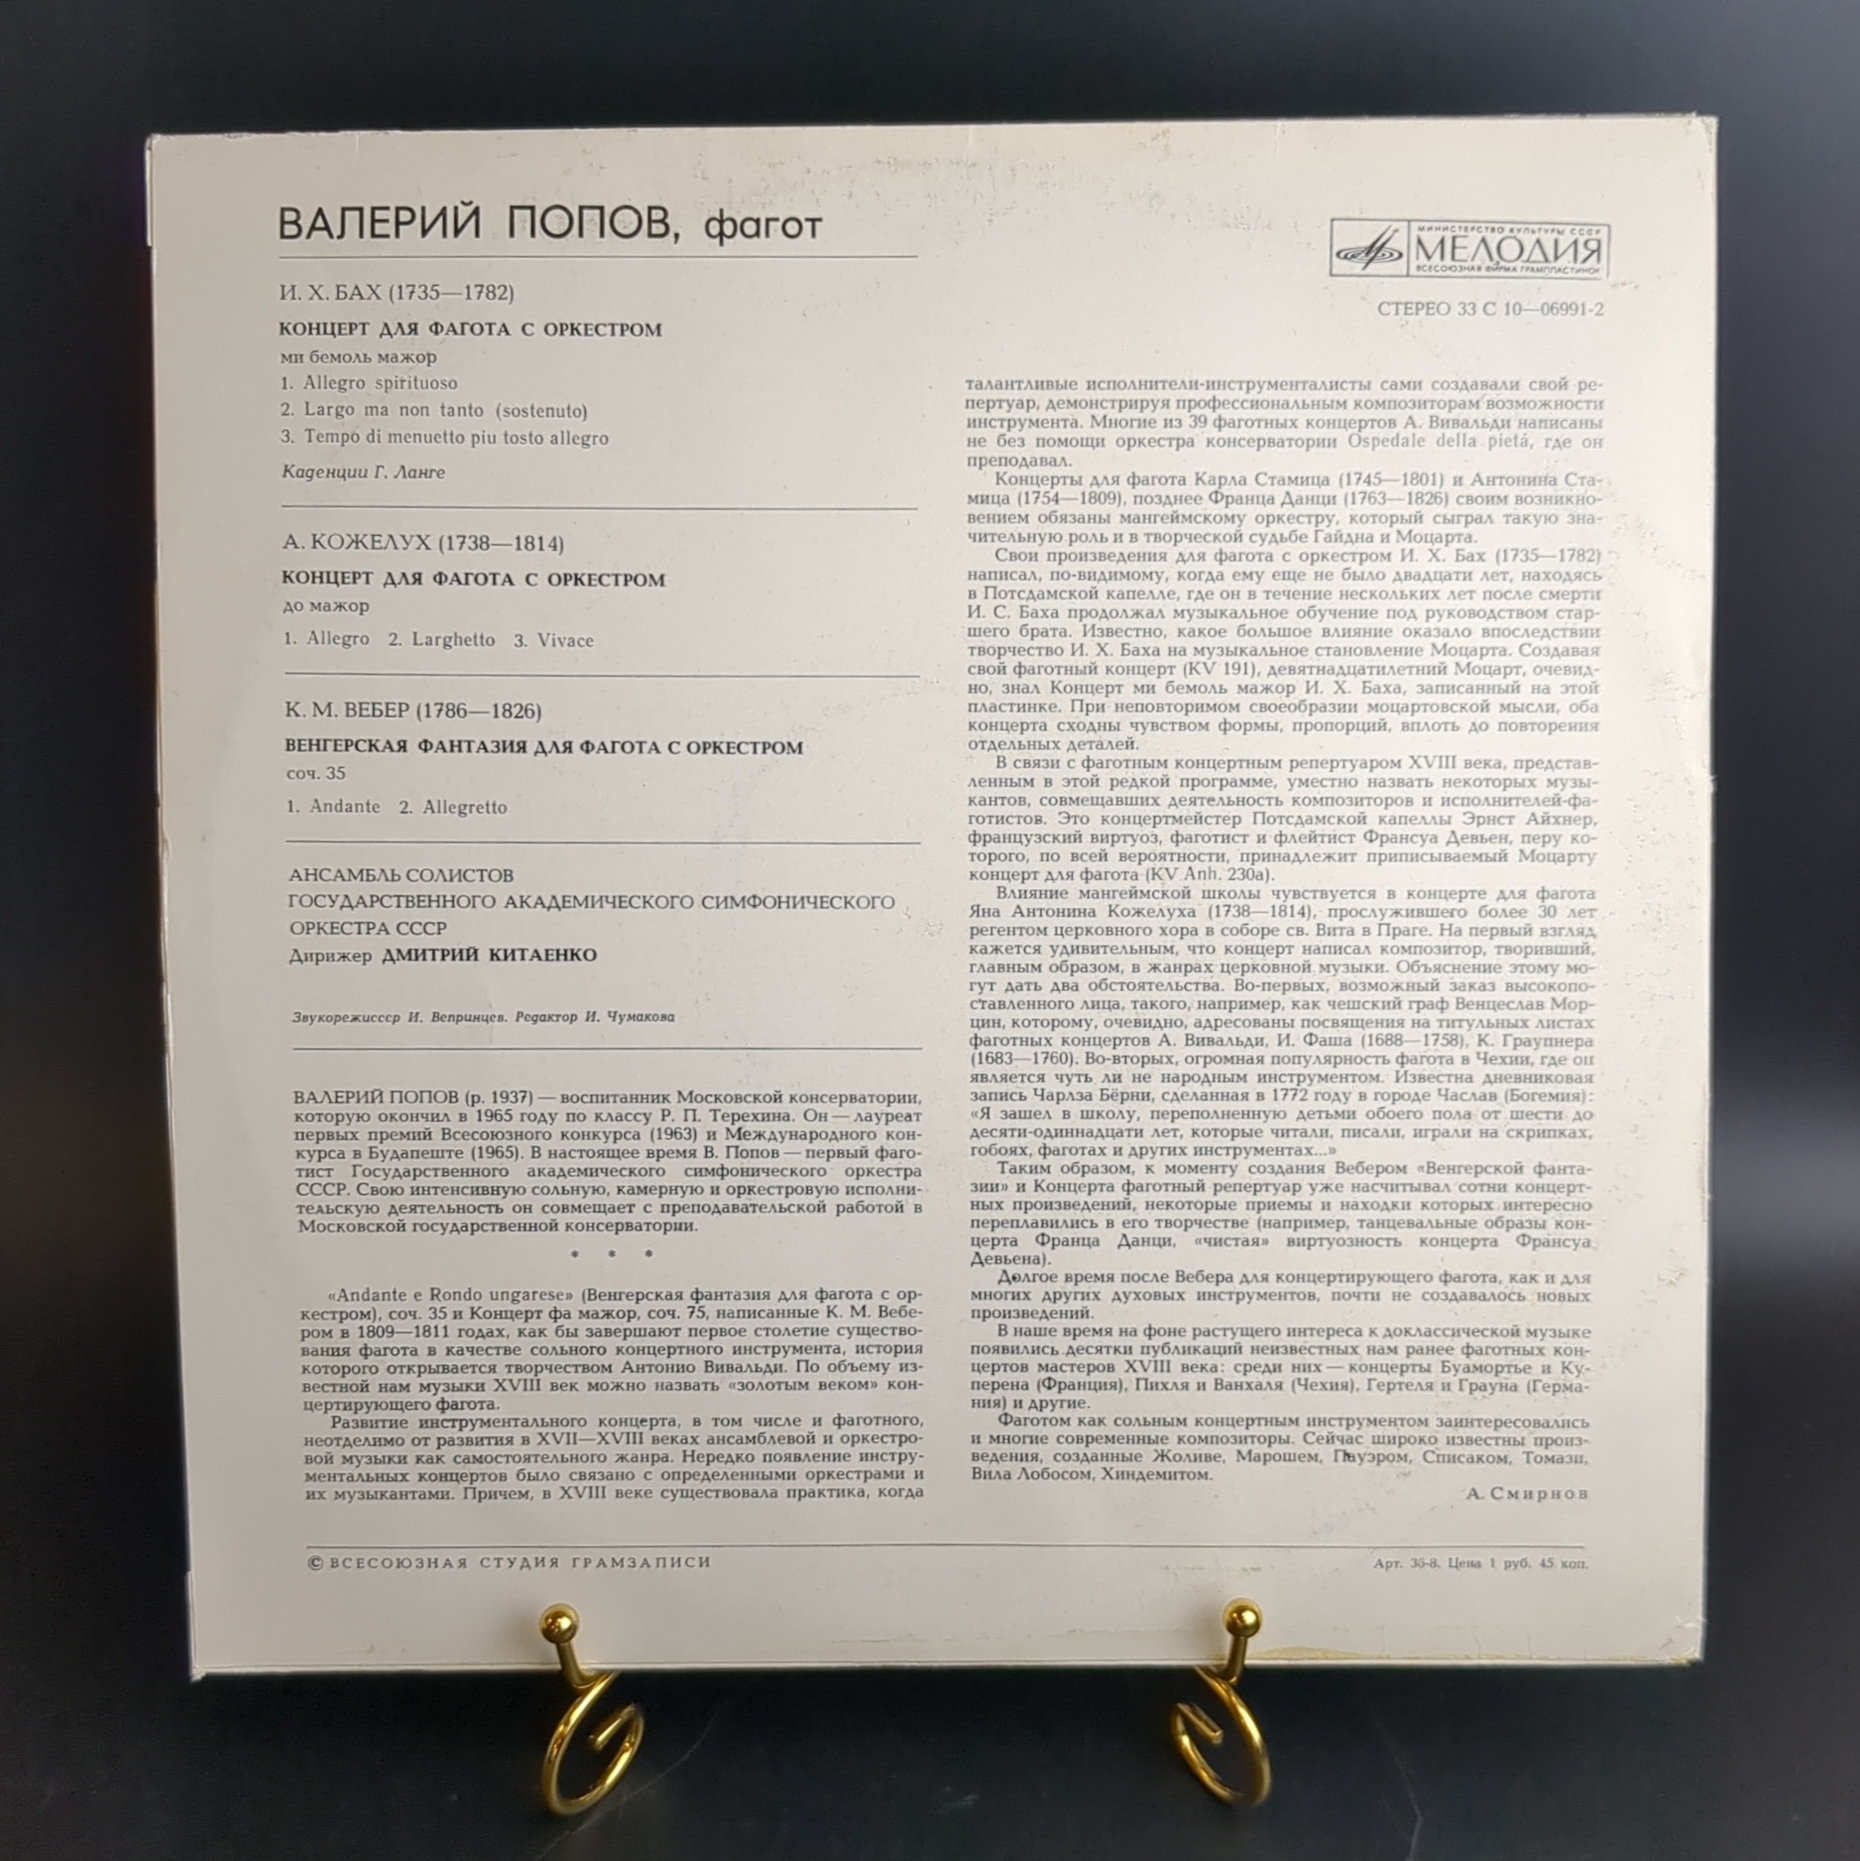 ВАЛЕРИЙ ПОПОВ, фагот
И. Х. БАХ (1735—1782)
КОНЦЕРТ ДЛЯ ФАГОТА С ОРКЕСТРОМ
ми бемоль мажор
1. Allegro spirituoso
2. Largo ma non tanto (sostenuto)
3. Tempo di menuetto piu tosto allegro
Каденции Г. Ланге
А. КОЖЕЛУХ (1738—1814)
КОНЦЕРТ ДЛЯ ФАГОТА С ОРКЕСТРОМ
до мажор
1. Allegro 2. Larghetto 3. Vivace
К. М. ВЕБЕР (1786—1826)
ВЕНГЕРСКАЯ ФАНТАЗИЯ ДЛЯ ФАГОТА С ОРКЕСТРОМ
соч. 35
1. Andante 2. Allegretto
АНСАМБЛЬ СОЛИСТОВ
ГОСУДАРСТВЕННОГО АКАДЕМИЧЕСКОГО СИМФОНИЧЕСКОГО
ОРКЕСТРА СССР
Дирижер ДМИТРИЙ КИТАЕНКО
Звукорежиссер И. Вепринцев. Редактор И. Чумакова
ВАЛЕРИЙ ПОПОВ (р. 1937) — воспитанник Московской консерватории,
которую окончил в 1965 году по классу Р. П. Терехина. Он — лауреат
первых премий Всесоюзного конкурса (1963) и Международного кон-
курса в Будапеште (1965). В настоящее время В. Попов — первый фаго-
тист Государственного академического симфонического оркестра
СССР. Свою интенсивную сольную, камерную и оркестровую исполни-
тельскую деятельность он совмещает с преподавательской работой в
Московской государственной консерватории.
* * *
«Andante e Rondo ungarese» (Венгерская фантазия для фагота с ор-
кестром), соч. 35 и Концерт фа мажор, соч. 75, написанные К. М. Вебе-
ром в 1809—1811 годах, как бы завершают первое столетие существо-
вания фагота в качестве сольного концертного инструмента, история
которого открывается творчеством Антонио Вивальди. По объему из-
вестной нам музыки XVIII век можно назвать «золотым веком» кон-
цертирующего фагота.
Развитие инструментального концерта, в том числе и фаготного,
неотделимо от развития в XVII—XVIII веках ансамблевой и оркестро-
вой музыки как самостоятельного жанра. Нередко появление инстру-
ментальных концертов было связано с определенными оркестрами и
их музыкантами. Причем, в XVIII веке существовала практика, когда
МИНИСТЕРСТВО КУЛЬТУРЫ СССР
МЕЛОДИЯ
ВСЕСОЮЗНАЯ ФИРМА ГРАМПЛАСТИНОК
СТЕРЕО 33 С 10—06991-2
талантливые исполнители-инструменталисты сами создавали свой ре-
пертуар, демонстрируя профессиональным композиторам возможности
инструмента. Многие из 39 фаготных концертов А. Вивальди написаны
не без помощи оркестра консерватории Ospedale della pietá, где он
преподавал.
Концерты для фагота Карла Стамица (1745—1801) и Антонина Ста-
мица (1754—1809), позднее Франца Данци (1763—1826) своим возникно-
вением обязаны мангеймскому оркестру, который сыграл такую зна-
чительную роль и в творческой судьбе Гайдна и Моцарта.
Свои произведения для фагота с оркестром И. Х. Бах (1735—1782)
написал, по-видимому, когда ему еще не было двадцати лет, находясь
в Потсдамской капелле, где он в течение нескольких лет после смерти
И. С. Баха продолжал музыкальное обучение под руководством стар-
шего брата. Известно, какое большое влияние оказало впоследствии
творчество И. Х. Баха на музыкальное становление Моцарта. Создавая
свой фаготный концерт (KV 191), девятнадцатилетний Моцарт, очевид-
но, знал Концерт ми бемоль мажор И. Х. Баха, записанный на этой
пластинке. При неповторимом своеобразии моцартовской мысли, оба
концерта сходны чувством формы, пропорций, вплоть до повторения
отдельных деталей.
В связи с фаготным концертным репертуаром XVIII века, представ-
ленным в этой редкой программе, уместно назвать некоторых музы-
кантов, совмещавших деятельность композиторов и исполнителей-фа-
готистов. Это концертмейстер Потсдамской капеллы Эрнст Айхнер,
французский виртуоз, фаготист и флейтист Франсуа Девьен, перу ко-
торого, по всей вероятности, принадлежит приписываемый Моцарту
концерт для фагота (KV Anh. 230a).
Влияние мангеймской школы чувствуется в концерте для фагота
Яна Антонина Кожелуха (1738—1814), прослужившего более 30 лет
регентом церковного хора в соборе св. Вита в Праге. На первый взгляд
кажется удивительным, что концерт написал композитор, творивший,
главным образом, в жанрах церковной музыки. Объяснение этому мо-
гут дать два обстоятельства. Во-первых, возможный заказ высокопо-
ставленного лица, такого, например, как чешский граф Венцеслав Мор-
цин, которому, очевидно, адресованы посвящения на титульных листах
фаготных концертов А. Вивальди, И. Фаша (1688—1758), К. Граупнера
(1683—1760). Во-вторых, огромная популярность фагота в Чехии, где он
является чуть ли не народным инструментом. Известна дневниковая
запись Чарлза Бёрни, сделанная в 1772 году в городе Часлав (Богемия):
«Я зашел в школу, переполненную детьми обоего пола от шести до
десяти-одиннадцати лет, которые читали, писали, играли на скрипках,
гобоях, фаготах и других инструментах...»
Таким образом, к моменту создания Вебером «Венгерской фанта-
зии» и Концерта фаготный репертуар уже насчитывал сотни концерт-
ных произведений, некоторые приемы и находки которых интересно
переплавились в его творчестве (например, танцевальные образы кон-
церта Франца Данци, «чистая» виртуозность концерта Франсуа
Девьена).
Долгое время после Вебера для концертирующего фагота, как и для
многих других духовых инструментов, почти не создавалось новых
произведений.
В наше время на фоне растущего интереса к доклассической музыке
появились десятки публикаций неизвестных нам ранее фаготных кон-
цертов мастеров XVIII века: среди них — концерты Буамортье и Ку-
перена (Франция), Пихля и Ванхаля (Чехия), Гертеля и Грауна (Герма-
ния) и другие.
Фаготом как сольным концертным инструментом заинтересовались
и многие современные композиторы. Сейчас широко известны произ-
ведения, созданные Жоливе, Марошем, Пауэром, Списаком, Томази,
Вила Лобосом, Хиндемитом.
А. Смирнов
© ВСЕСОЮЗНАЯ СТУДИЯ ГРАМЗАПИСИ
Арт. 36-8. Цена 1 руб. 45 коп.